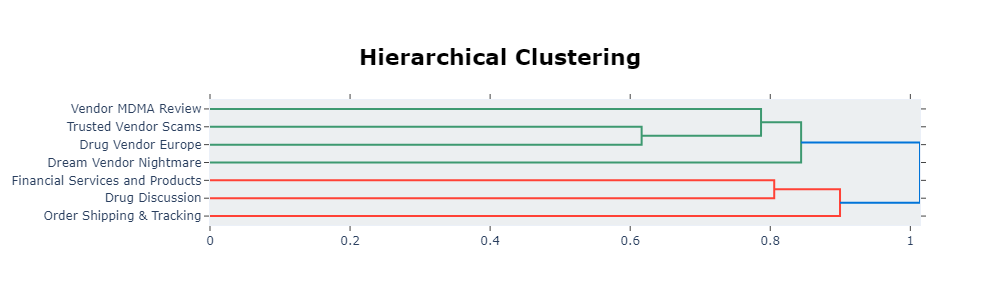 Hierarchical Clustering
Vendor MDMA Review
Trusted Vendor Scams
Drug Vendor Europe
Dream Vendor Nightmare
Financial Services and Products
Drug Discussion
Order Shipping & Tracking
0 0.2 0.4 0.6 0.8 1